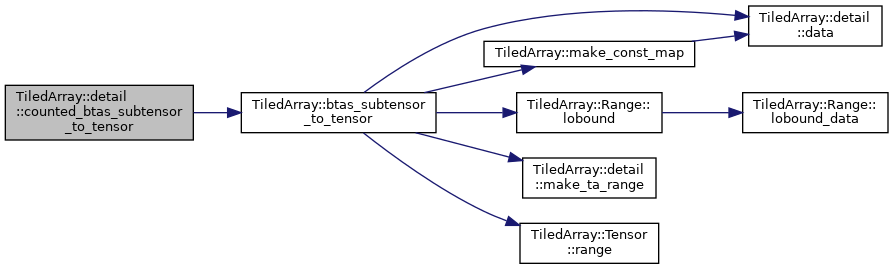 TiledArray::detail
::counted_btas_subtensor
_to_tensor
TiledArray::btas_subtensor
_to_tensor
TiledArray::detail
::data
TiledArray::make_const_map
TiledArray::Range::
lobound
TiledArray::Range::
lobound_data
TiledArray::detail
::make_ta_range
TiledArray::Tensor
::range